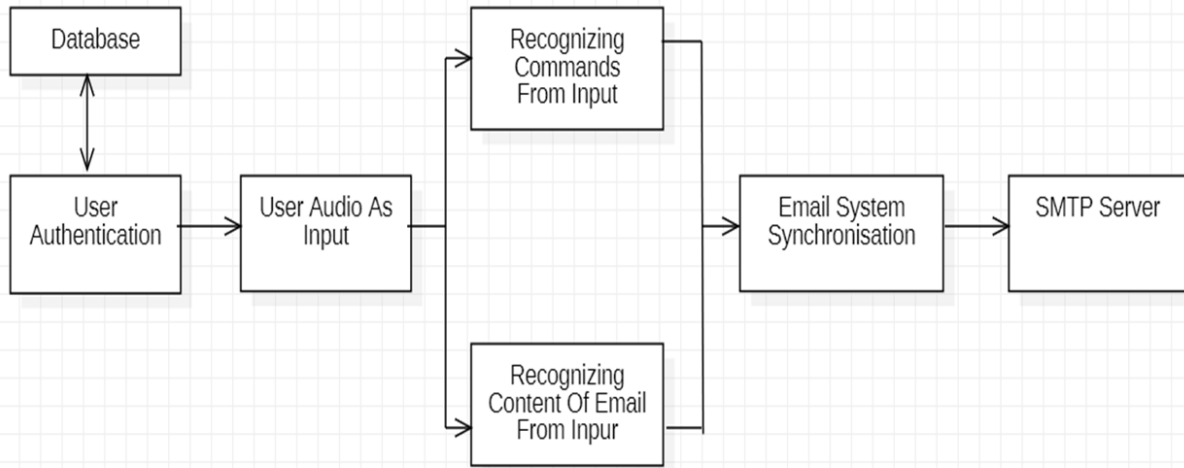 Database
User
Authentication
User Audio As
Input
Recognizing
Commands
From Input
Recognizing
Content Of Email
From Inpur
Email System
Synchronisation
SMTP Server